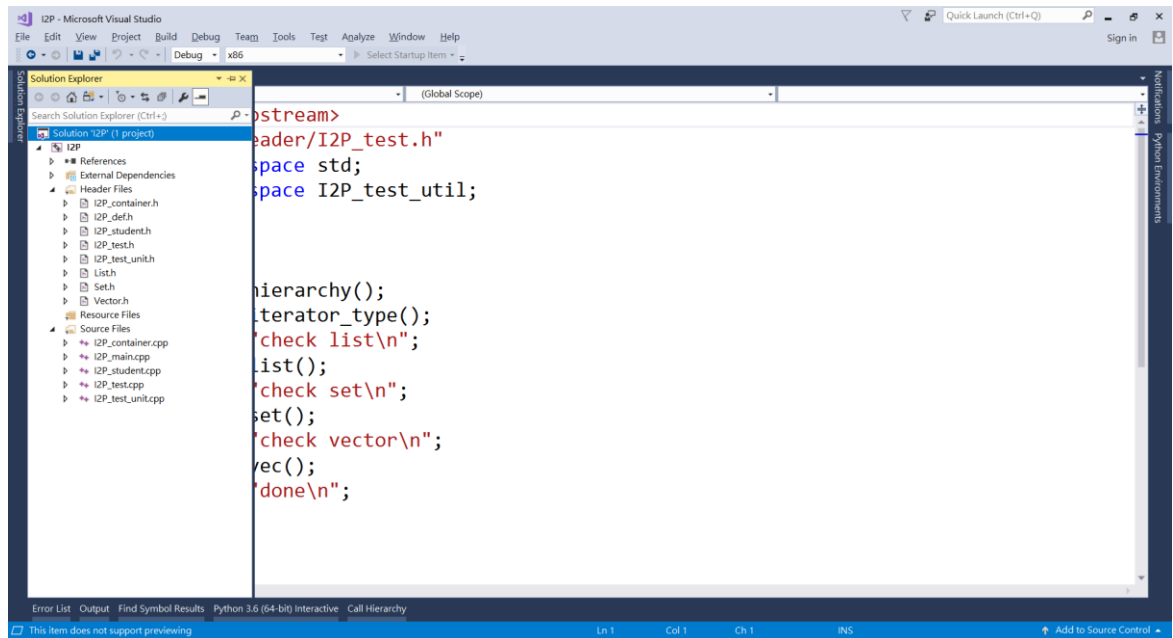 I2P - Microsoft Visual Studio
Quick Launch (Ctrl+Q)
File Edit View Project Build Debug Team Tools Test Analyze Window Help
Sign in
Debug x86 Select Startup Item
Solution Explorer
Solution Explorer
Search Solution Explorer (Ctrl+;)
Solution 'I2P' (1 project)
I2P
References
External Dependencies
Header Files
I2P_container.h
I2P_def.h
I2P_student.h
I2P_test.h
I2P_test_unit.h
List.h
Set.h
Vector.h
Resource Files
Source Files
I2P_container.cpp
I2P_main.cpp
I2P_student.cpp
I2P_test.cpp
I2P_test_unit.cpp
(Global Scope)
stream>
eader/I2P_test.h"
space std;
space I2P_test_util;
hierarchy();
iterator_type();
"check list\n";
list();
"check set\n";
set();
"check vector\n";
vec();
"done\n";
Notifications
Python Environments
Error List Output Find Symbol Results Python 3.6 (64-bit) Interactive Call Hierarchy
This item does not support previewing Ln 1 Col 1 Ch 1 INS Add to Source Control